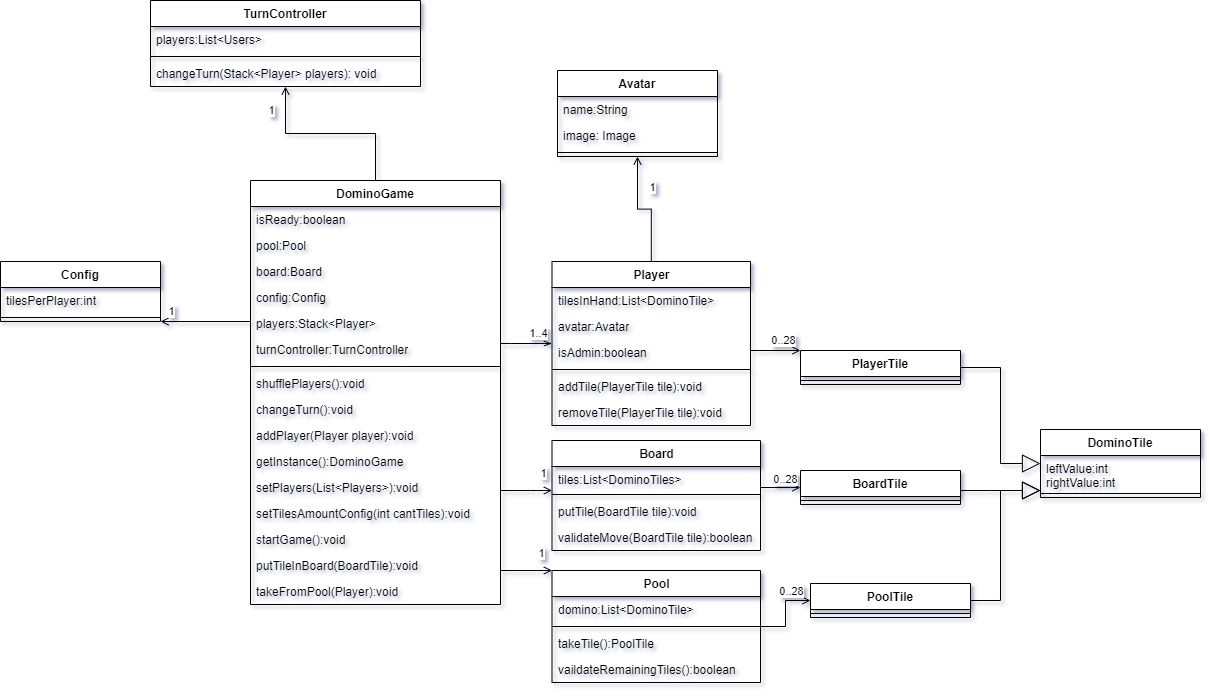 TurnController
players:List<Users>
changeTurn(Stack<Player> players): void
1
Avatar
name:String
image: Image
1
DominoGame
isReady:boolean
pool:Pool
board:Board
config:Config
players:Stack<Player>
turnController:TurnController
shufflePlayers():void
changeTurn():void
addPlayer(Player player):void
getInstance():DominoGame
setPlayers(List<Players>):void
setTilesAmountConfig(int cantTiles):void
startGame():void
putTileInBoard(BoardTile):void
takeFromPool(Player):void
Config
tilesPerPlayer:int
1
1..4
Player
tilesInHand:List<DominoTile>
avatar:Avatar
isAdmin:boolean
addTile(PlayerTile tile):void
removeTile(PlayerTile tile):void
0..28
PlayerTile
1
Board
tiles:List<DominoTiles>
putTile(BoardTile tile):void
validateMove(BoardTile tile):boolean
0..28
BoardTile
DominoTile
leftValue:int
rightValue:int
1
Pool
domino:List<DominoTile>
takeTile():PoolTile
vaildateRemainingTiles():boolean
0..28
PoolTile